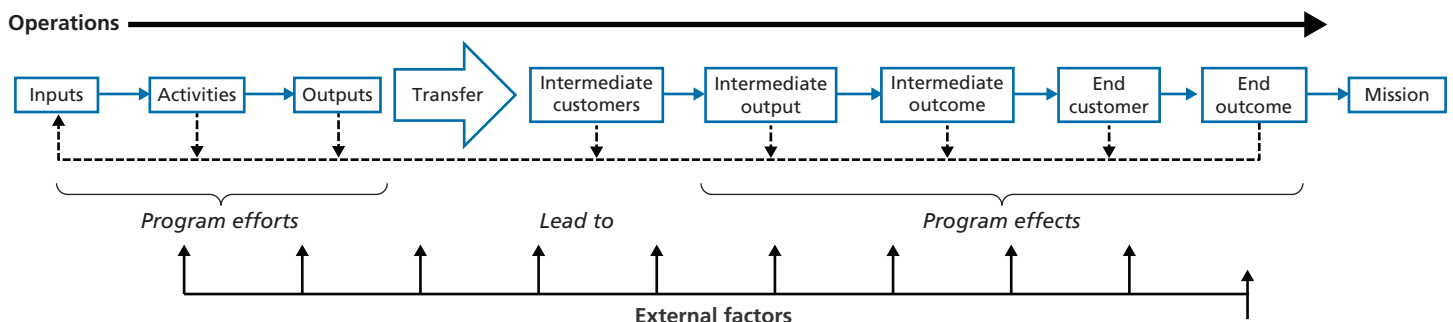 Operations
Inputs
Activities
Outputs
Transfer
Intermediate
customers
Intermediate
output
Intermediate
outcome
End
customer
End
outcome
Mission
Program efforts
Lead to
Program effects
External factors